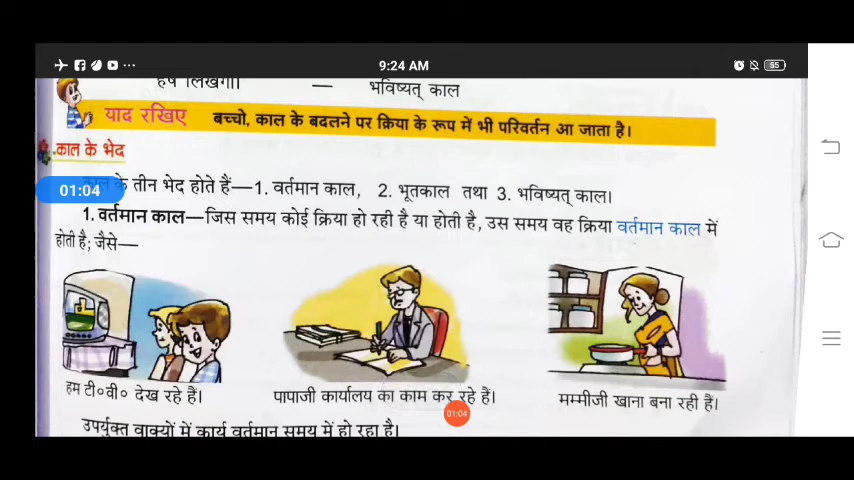 9:24 AM
55
हर्ष लिखेगा। — भविष्यत् काल
याद रखिए बच्चो, काल के बदलने पर क्रिया के रूप में भी परिवर्तन आ जाता है।
काल के भेद
काल के तीन भेद होते हैं—1. वर्तमान काल, 2. भूतकाल तथा 3. भविष्यत् काल।
01:04
1. वर्तमान काल—जिस समय कोई क्रिया हो रही है या होती है, उस समय वह क्रिया वर्तमान काल में
होती है; जैसे—
हम टी०वी० देख रहे हैं। पापाजी कार्यालय का काम कर रहे हैं। मम्मीजी खाना बना रही हैं।
01:04
उपर्युक्त वाक्यों में कार्य वर्तमान समय में हो रहा है।